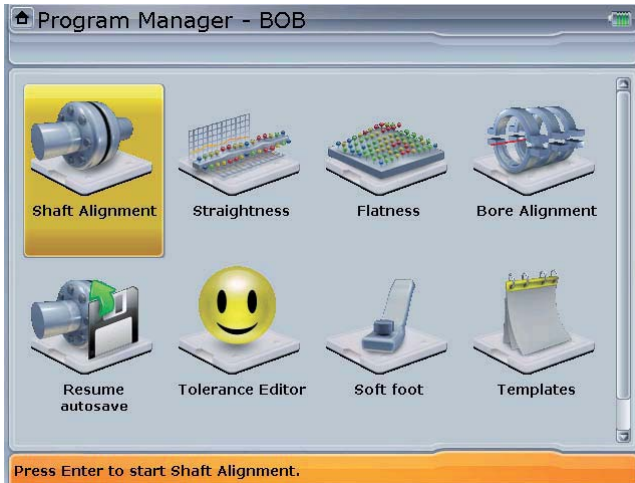 Program Manager - BOB
Shaft Alignment
Straightness
Flatness
Bore Alignment
Resume
autosave
Tolerance Editor
Soft foot
Templates
Press Enter to start Shaft Alignment.